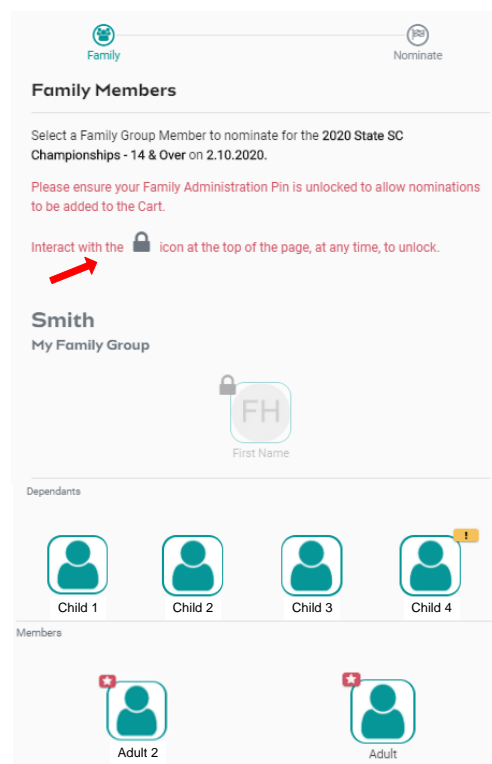 Family
Nominate
Family Members
Select a Family Group Member to nominate for the 2020 State SC
Championships - 14 & Over on 2.10.2020.
Please ensure your Family Administration Pin is unlocked to allow nominations
to be added to the Cart.
Interact with the icon at the top of the page, at any time, to unlock.
Smith
My Family Group
FH
First Name
Dependants
!
Child 1 Child 2 Child 3 Child 4
Members
Adult 2 Adult